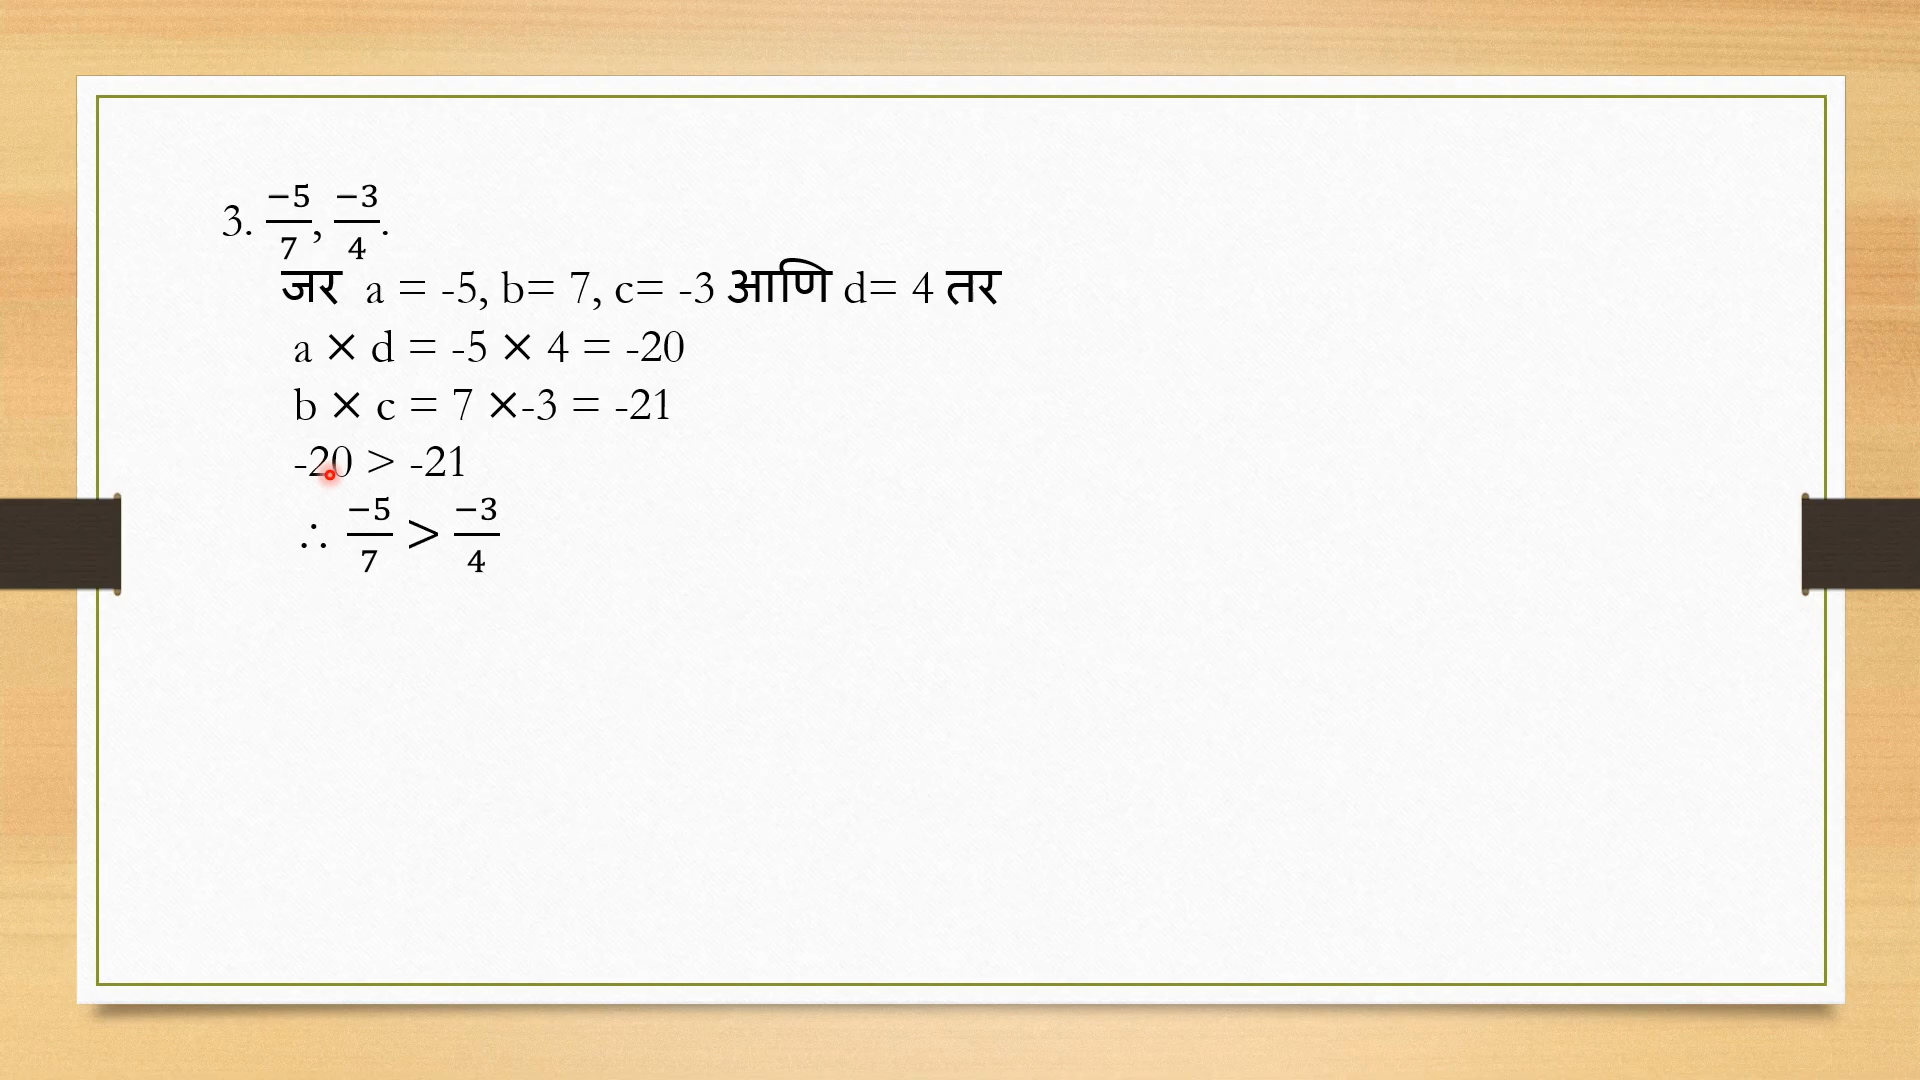 3. −5/7, −3/4.
जर a = -5, b= 7, c= -3 आणि d= 4 तर
a × d = -5 × 4 = -20
b × c = 7 ×-3 = -21
-20 > -21
∴ −5/7 > −3/4